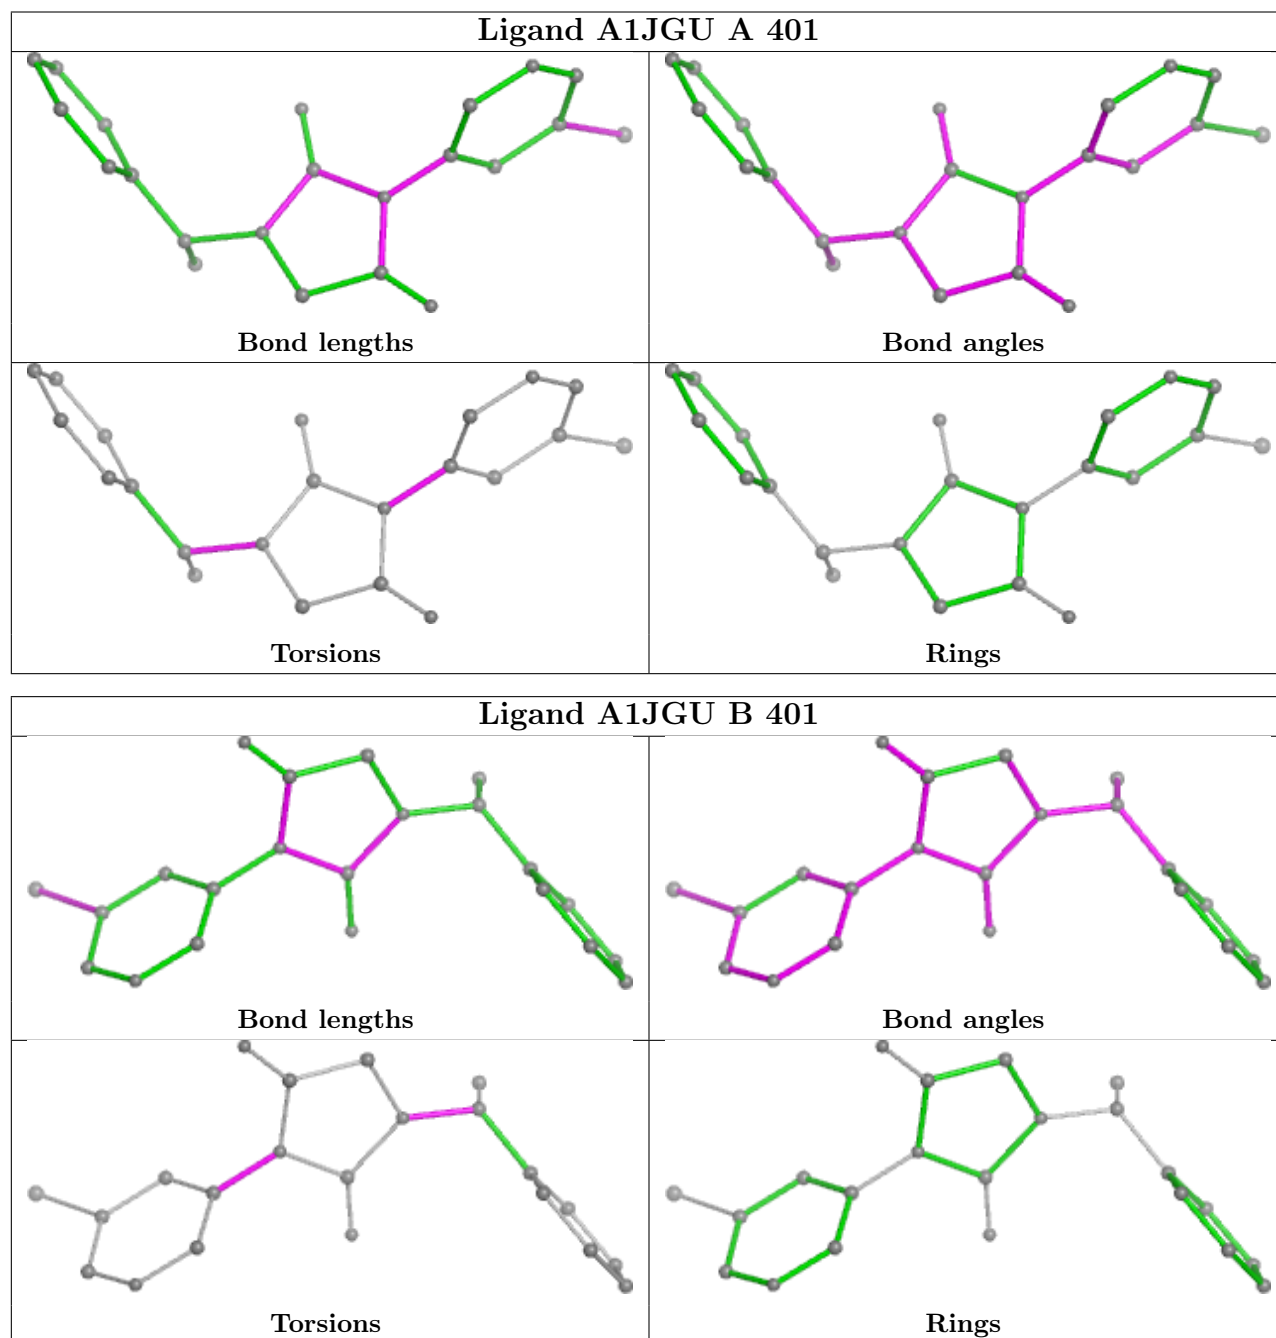 Ligand A1JGU A 401
Bond lengths
Bond angles
Torsions
Rings
Ligand A1JGU B 401
Bond lengths
Bond angles
Torsions
Rings